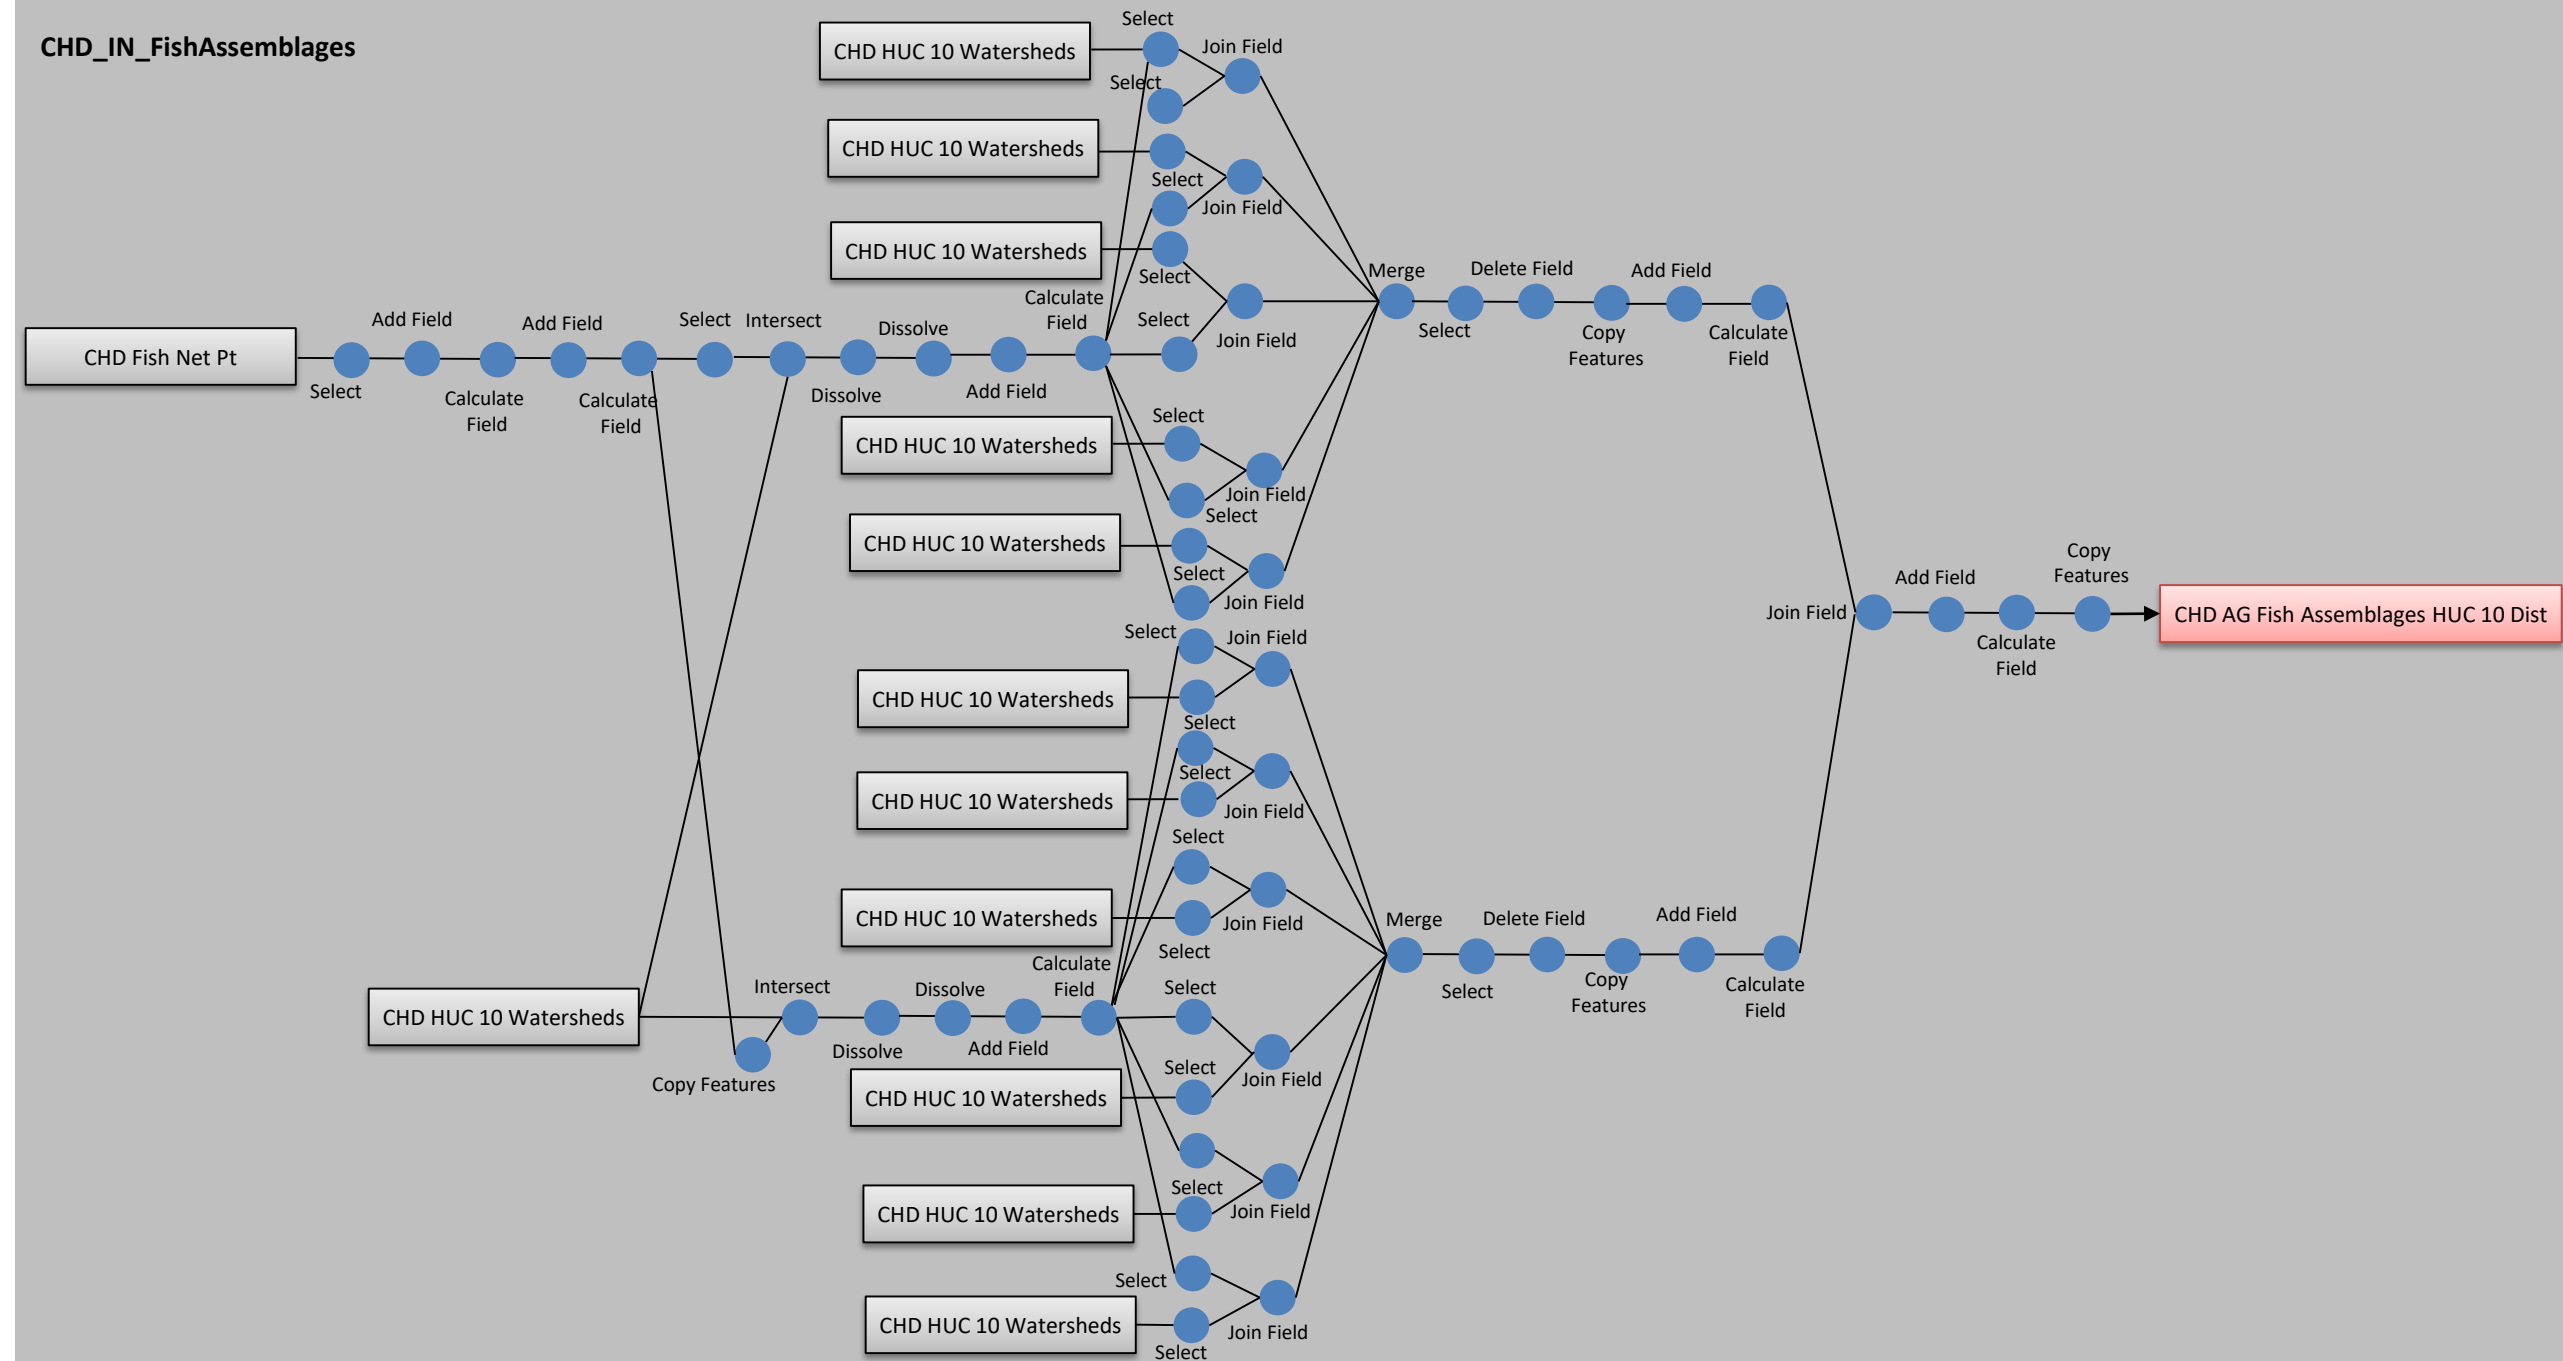 CHD_IN_FishAssemblages
Select
CHD HUC 10 Watersheds
Join Field
Select
CHD HUC 10 Watersheds
Select
Join Field
CHD HUC 10 Watersheds
Select
Select
Join Field
CHD Fish Net Pt
Select
Add Field
Calculate
Field
Add Field
Calculate
Field
Select
Intersect
Dissolve
Dissolve
Add Field
Calculate
Field
CHD HUC 10 Watersheds
Select
Join Field
Select
CHD HUC 10 Watersheds
Select
Join Field
Merge
Select
Delete Field
Copy
Features
Add Field
Calculate
Field
Select
Join Field
CHD HUC 10 Watersheds
Select
CHD HUC 10 Watersheds
Select
Join Field
Select
CHD HUC 10 Watersheds
Join Field
Select
CHD HUC 10 Watersheds
Copy Features
Intersect
Dissolve
Dissolve
Add Field
Calculate
Field
Select
Select
Join Field
CHD HUC 10 Watersheds
CHD HUC 10 Watersheds
Select
Join Field
Select
CHD HUC 10 Watersheds
Join Field
Select
Merge
Select
Delete Field
Copy
Features
Add Field
Calculate
Field
Join Field
Add Field
Calculate
Field
Copy
Features
CHD AG Fish Assemblages HUC 10 Dist